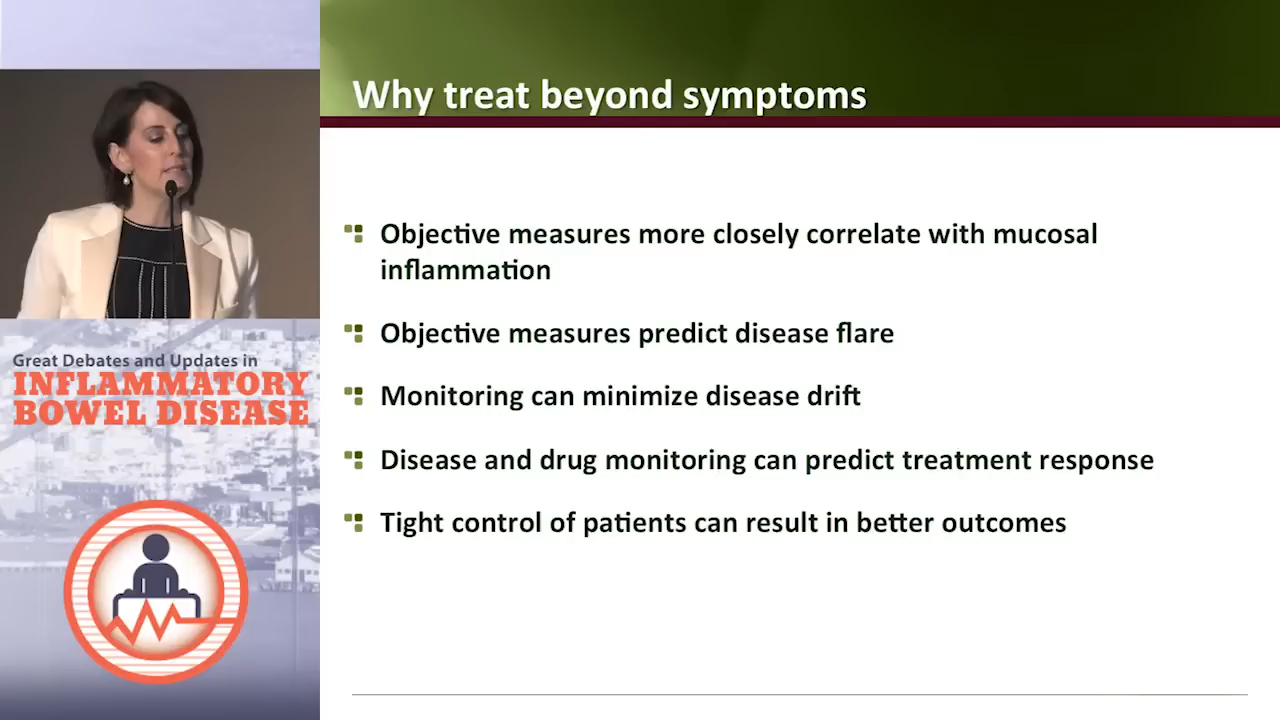 Why treat beyond symptoms
Objective measures more closely correlate with mucosal
inflammation
Objective measures predict disease flare
Monitoring can minimize disease drift
Disease and drug monitoring can predict treatment response
Tight control of patients can result in better outcomes
Great Debates and Updates in
INFLAMMATORY
BOWEL DISEASE